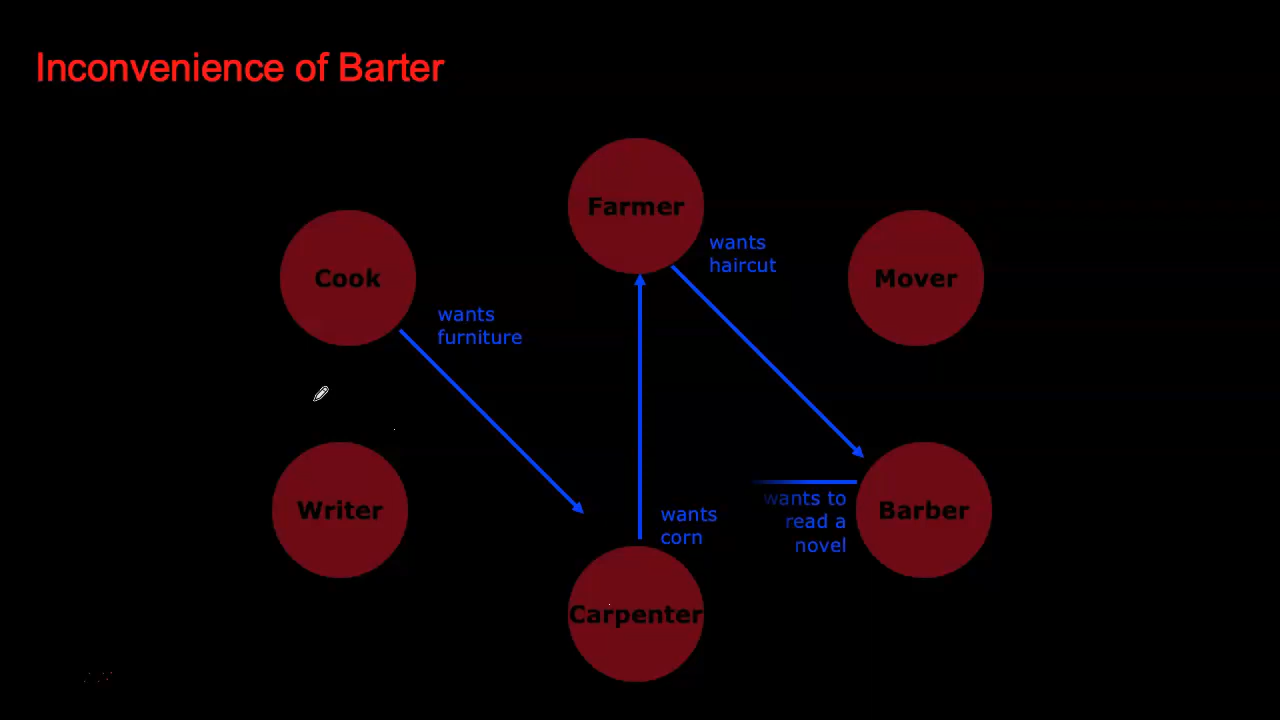 Inconvenience of Barter
Farmer
wants
haircut
Cook
Mover
wants
furniture
Writer
wants
corn
wants to
read a
novel
Barber
Carpenter